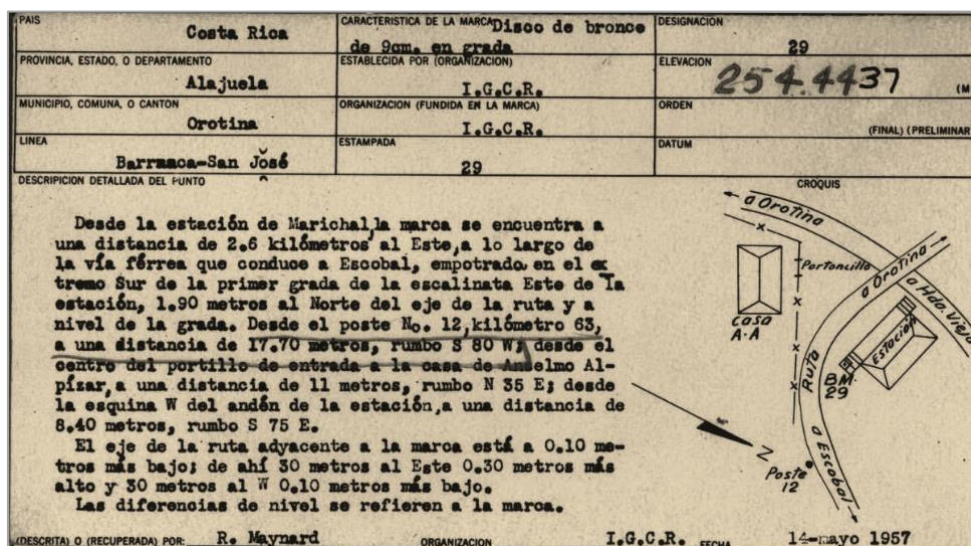 PAIS
Costa Rica
CARACTERISTICA DE LA MARCA Disco de bronce
de 9cm. en grada
DESIGNACION
29
PROVINCIA, ESTADO, O DEPARTAMENTO
Alajuela
ESTABLECIDA POR (ORGANIZACION)
I.G.C.R.
ELEVACION
254.4437
(M
MUNICIPIO, COMUNA, O CANTON
Orotina
ORGANIZACION (FUNDIDA EN LA MARCA)
I.G.C.R.
ORDEN
(FINAL) (PRELIMINAR
LINEA
Barranca-San José
ESTAMPADA
29
DATUM
DESCRIPICION DETALLADA DEL PUNTO
CROQUIS
Desde la estación de Marichal, la marca se encuentra a
una distancia de 2.6 kilómetros al Este, a lo largo de
la vía férrea que conduce a Escobal, empotrado en el ex
tremo Sur de la primer grada de la escalinata Este de la
estación, 1.90 metros al Norte del eje de la ruta y a
nivel de la grada. Desde el poste No. 12, kilómetro 63,
a una distancia de 17.70 metros, rumbo S 80 W; desde el
centro del portillo de entrada a la casa de Anselmo Al-
pízar, a una distancia de 11 metros, rumbo N 35 E; desde
la esquina W del andén de la estación, a una distancia de
8.40 metros, rumbo S 75 E.
El eje de la ruta adyacente a la marca está a 0.10 me-
tros más bajo; de ahí 30 metros al Este 0.30 metros más
alto y 30 metros al W 0.10 metros más bajo.
Las diferencias de nivel se refieren a la marca.
a Orotina
Portoncillo
a Orotina
a Hda. Vieja
Casa
A.A
Estación
Ruta
BM
29
a Escobal
N
Poste
12
(DESCRITA) O (RECUPERADA) POR: R. Maynard
ORGANIZACION I.G.C.R.
FECHA 14-mayo 1957